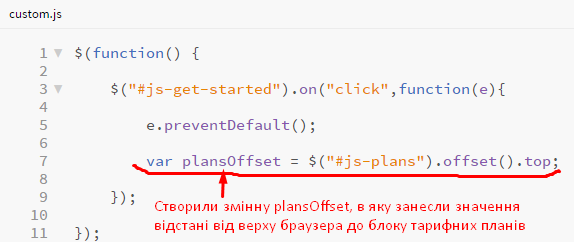 custom.js
1 $(function() {
2
3 $("#js-get-started").on("click",function(e){
4
5 e.preventDefault();
6
7 var plansOffset = $("#js-plans").offset().top;
8
9 });
10
11 });
Створили змінну plansOffset, в яку занесли значення
відстані від верху браузера до блоку тарифних планів